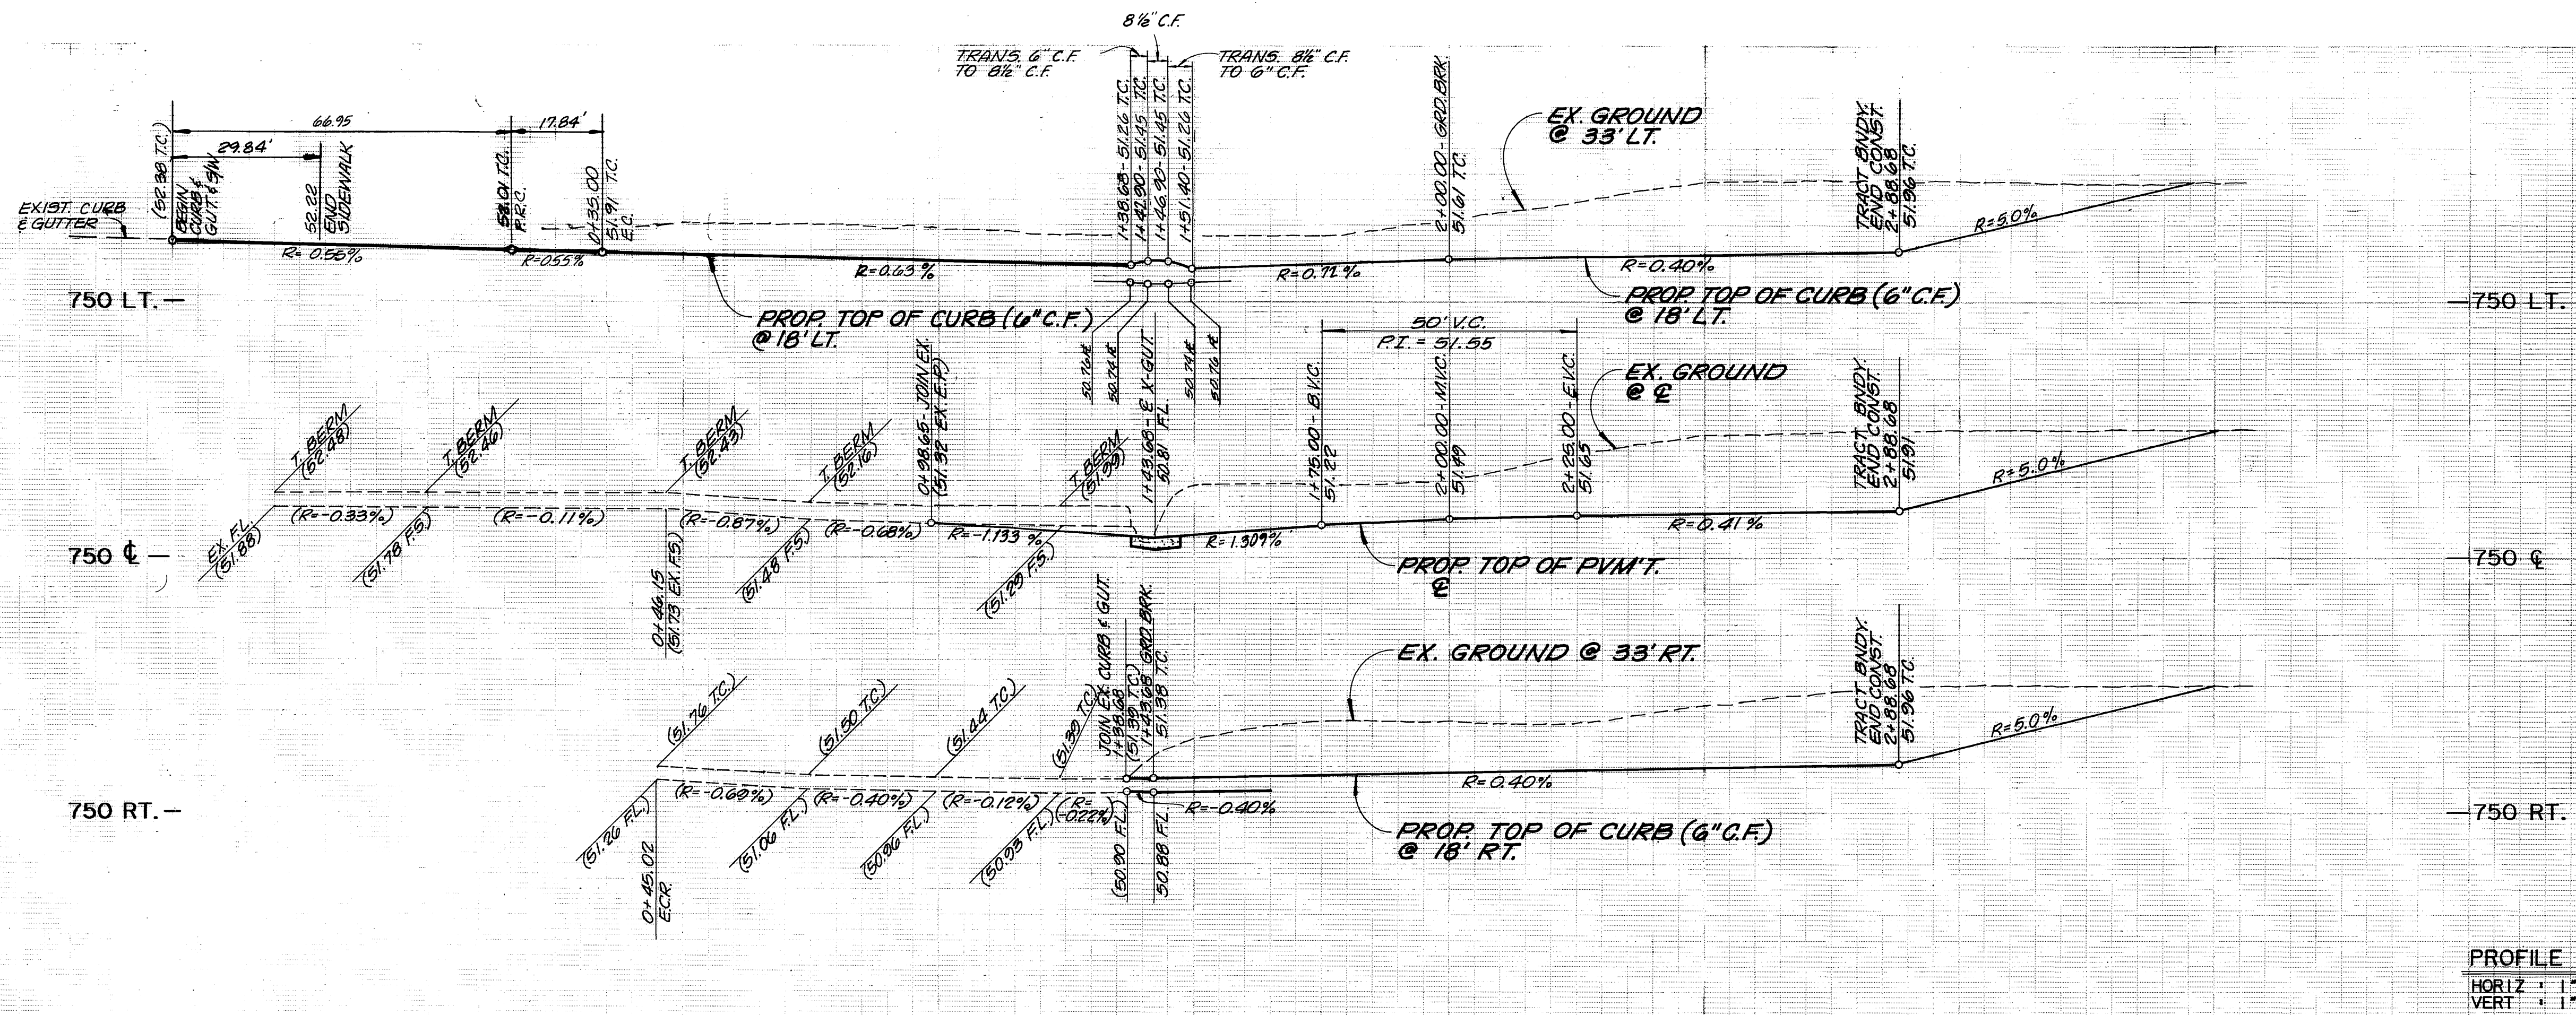 8½" C.F.
TRANS. 6" C.F.
TO 8½" C.F.
TRANS. 8½" C.F.
TO 6" C.F.
1+38.68- 51.26 T.C.
1+41.90- 51.45 T.C.
1+46.90- 51.45 T.C.
1+51.40- 51.26 T.C.
2+00.00- GRD. BRK.
51.61 T.C.
EX. GROUND
@ 33' LT.
TRACT BNDY.
END CONST.
2+88.68
51.96 T.C.
66.95
17.84'
29.84'
(52.38 T.C.)
BEGIN
CURB &
GUT. & S/W
52.22
END
SIDEWALK
P.R.C.
0+35.00
51.91 T.C.
E.C.
EXIST. CURB
& GUTTER
R= 0.55%
R=0.55%
R=0.63 %
R=0.71 %
R=0.40%
R=5.0%
750 LT.
750 LT.
PROP. TOP OF CURB (6" C.F.)
@ 18' LT.
PROP. TOP OF CURB (6" C.F.)
@ 18' LT.
50' V.C.
P.I. = 51.55
50.76 ℄
50.79 ℄
50.79 ℄
50.76 ℄
1+43.68- ℄ X-GUT.
50.81 F.L.
0+98.65- JOIN EX.
(51.32 EX. E.P.)
1+75.00 - B.V.C.
51.22
2+00.00-M.V.C.
51.49
2+25.00 - E.V.C.
51.65
EX. GROUND
@ ℄
TRACT BNDY.
END CONST.
2+88.68
51.91
T. BERM
(52.48)
T. BERM
(52.46)
T. BERM
(52.43)
T. BERM
(52.16)
T. BERM
(51.99)
(R=-0.33%)
(R=-0.11%)
(R=-0.87%)
(R=-0.68%)
R=-1.133 %
R=1.309%
R=0.41 %
R=5.0%
EX. F.L.
(51.88)
(51.78 F.S.)
0+46.15
(51.73 EX. F.S.)
(51.48 F.S.)
(51.29 F.S.)
750 ℄
750 ℄
PROP. TOP OF PVM'T.
℄
JOIN EX. CURB & GUT.
1+38.68
(51.39 T.C.)
1+43.68 GRD. BRK.
51.38 T.C.
EX. GROUND @ 33' RT.
TRACT BNDY.
END CONST.
2+88.68
51.96 T.C.
(51.76 T.C.)
(51.50 T.C.)
(51.44 T.C.)
(51.39 T.C.)
(R=-0.69%)
(R=-0.40%)
(R=-0.12%)
(R=
-0.22%)
R=-0.40%
R=0.40%
R=5.0%
(51.26 F.L.)
(51.06 F.L.)
(50.96 F.L.)
(50.93 F.L.)
(50.90 F.L.)
50.88 F.L.
0+45.02
E.C.R.
750 RT.
750 RT.
PROP. TOP OF CURB (6" C.F.)
@ 18' RT.
PROFILE
HORIZ : 1"
VERT : 1"